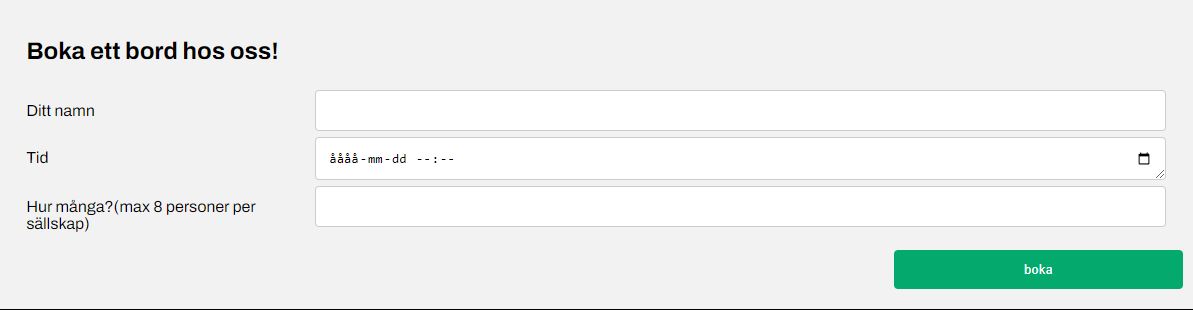 Boka ett bord hos oss!
Ditt namn
Tid
åååå-mm-dd --:--
Hur många?(max 8 personer per
sällskap)
boka